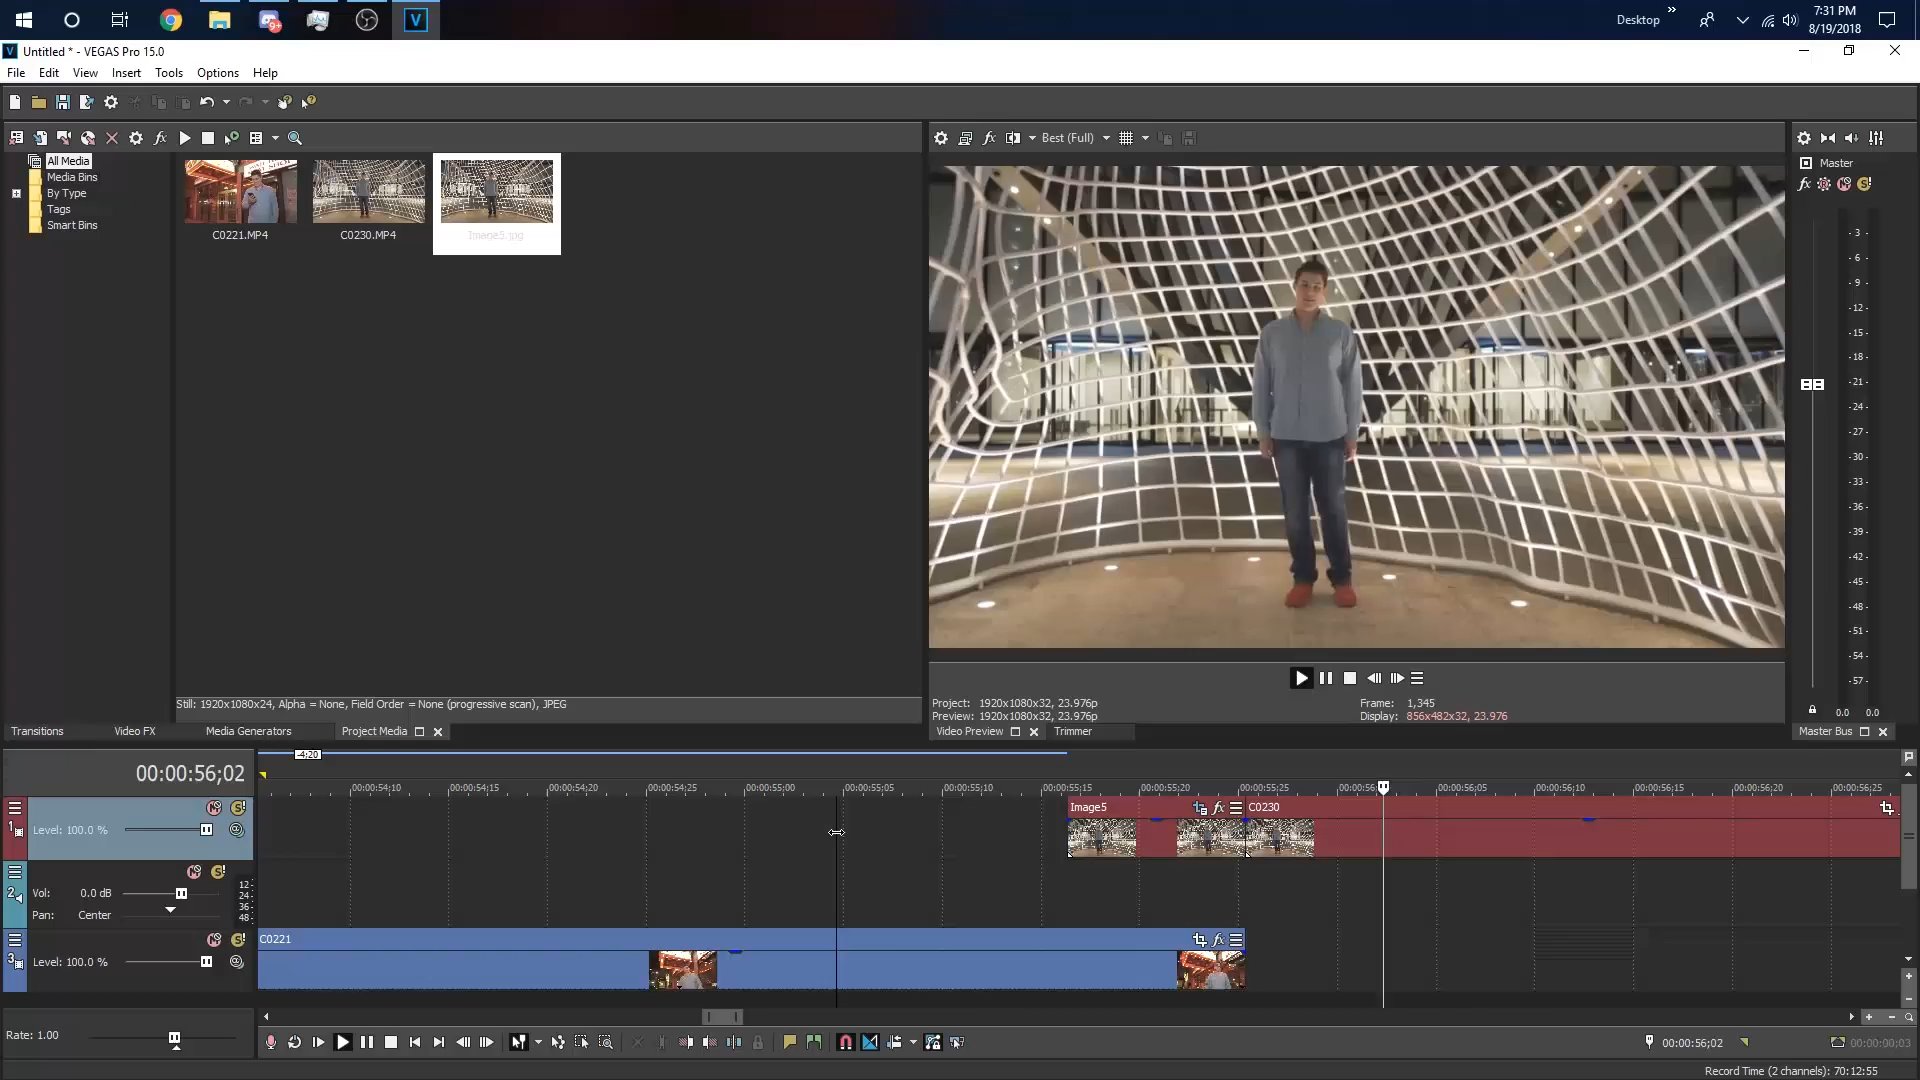 Desktop
7:31 PM
8/19/2018
Untitled * - VEGAS Pro 15.0
File Edit View Insert Tools Options Help
Best (Full)
All Media
Media Bins
By Type
Tags
Smart Bins
C0221.MP4
C0230.MP4
Image5.jpg
Master
-3-
-6-
-9-
-12-
-15-
-18-
-21-
-24-
-27-
-30-
-33-
-36-
-39-
-42-
-45-
-48-
-51-
-54-
-57-
0.0 0.0
Still: 1920x1080x24, Alpha = None, Field Order = None (progressive scan), JPEG
Project: 1920x1080x32, 23.976p
Preview: 1920x1080x32, 23.976p
Frame: 1,345
Display: 856x482x32, 23.976
Transitions Video FX Media Generators Project Media
Video Preview Trimmer
Master Bus
-4:20
00:00:56;02
00:00:54;10 00:00:54;15 00:00:54;20 00:00:54;25 00:00:55;00 00:00:55;05 00:00:55;10 00:00:55;15 00:00:55;20 00:00:55;25 00:00:56 00:00:56;05 00:00:56;10 00:00:56;15 00:00:56;20 00:00:56;25
1
Level: 100.0 %
Image5
C0230
2
Vol: 0.0 dB
Pan: Center
12-
24-
36-
48-
3
Level: 100.0 %
C0221
Rate: 1.00
00:00:56;02
00:00:00;03
Record Time (2 channels): 70:12:55